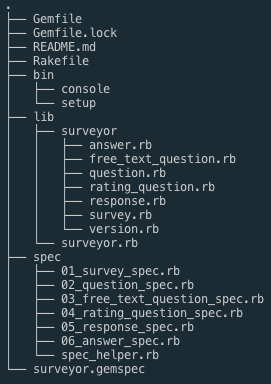 .
├── Gemfile
├── Gemfile.lock
├── README.md
├── Rakefile
├── bin
│   ├── console
│   └── setup
├── lib
│   ├── surveyor
│   │   ├── answer.rb
│   │   ├── free_text_question.rb
│   │   ├── question.rb
│   │   ├── rating_question.rb
│   │   ├── response.rb
│   │   ├── survey.rb
│   │   └── version.rb
│   └── surveyor.rb
├── spec
│   ├── 01_survey_spec.rb
│   ├── 02_question_spec.rb
│   ├── 03_free_text_question_spec.rb
│   ├── 04_rating_question_spec.rb
│   ├── 05_response_spec.rb
│   ├── 06_answer_spec.rb
│   └── spec_helper.rb
└── surveyor.gemspec